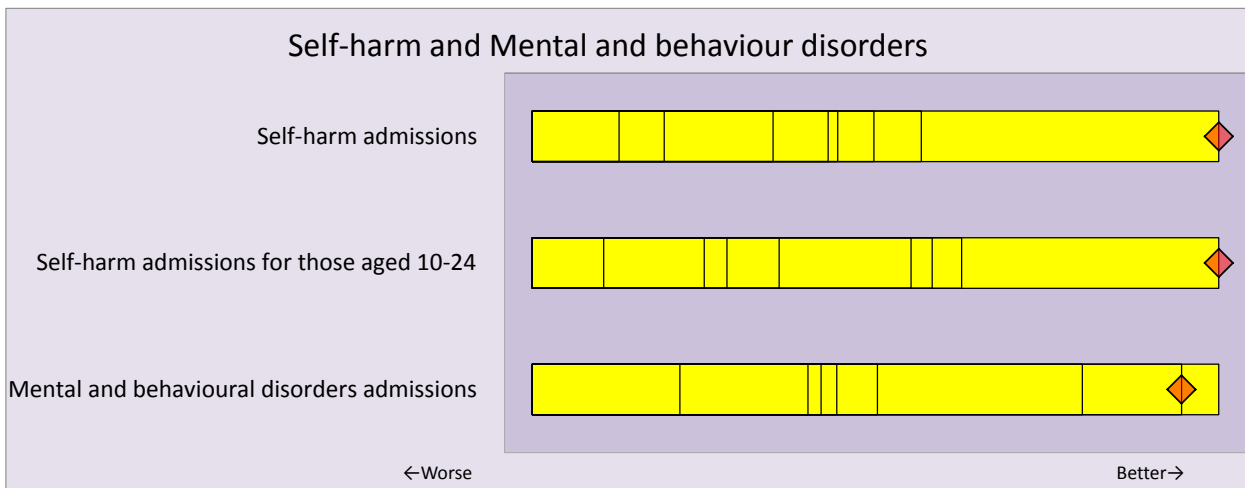 Self-harm and Mental and behaviour disorders
Self-harm admissions
Self-harm admissions for those aged 10-24
Mental and behavioural disorders admissions
←Worse
Better→